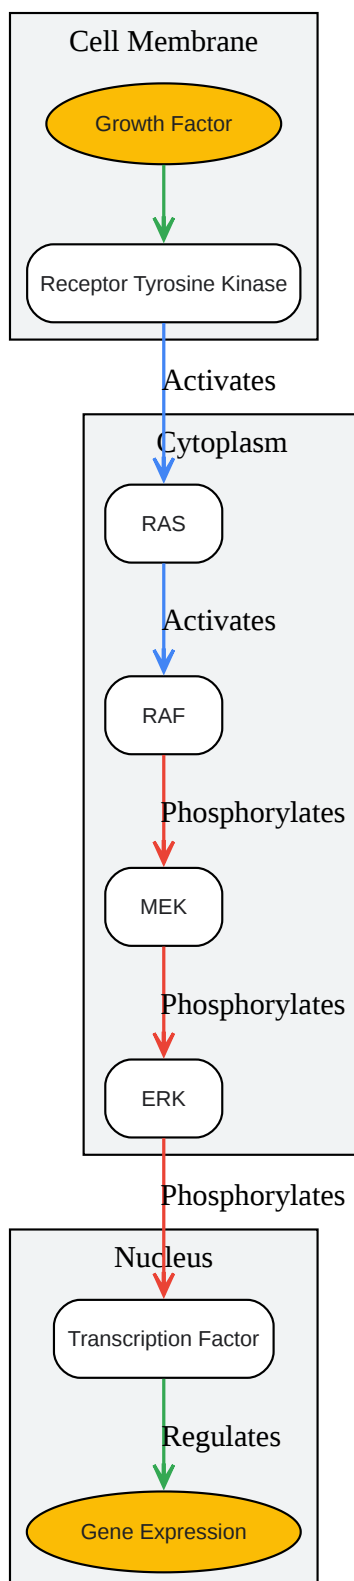 Cell Membrane
Growth Factor
Receptor Tyrosine Kinase
Activates
Cytoplasm
RAS
Activates
RAF
Phosphorylates
MEK
Phosphorylates
ERK
Phosphorylates
Nucleus
Transcription Factor
Regulates
Gene Expression